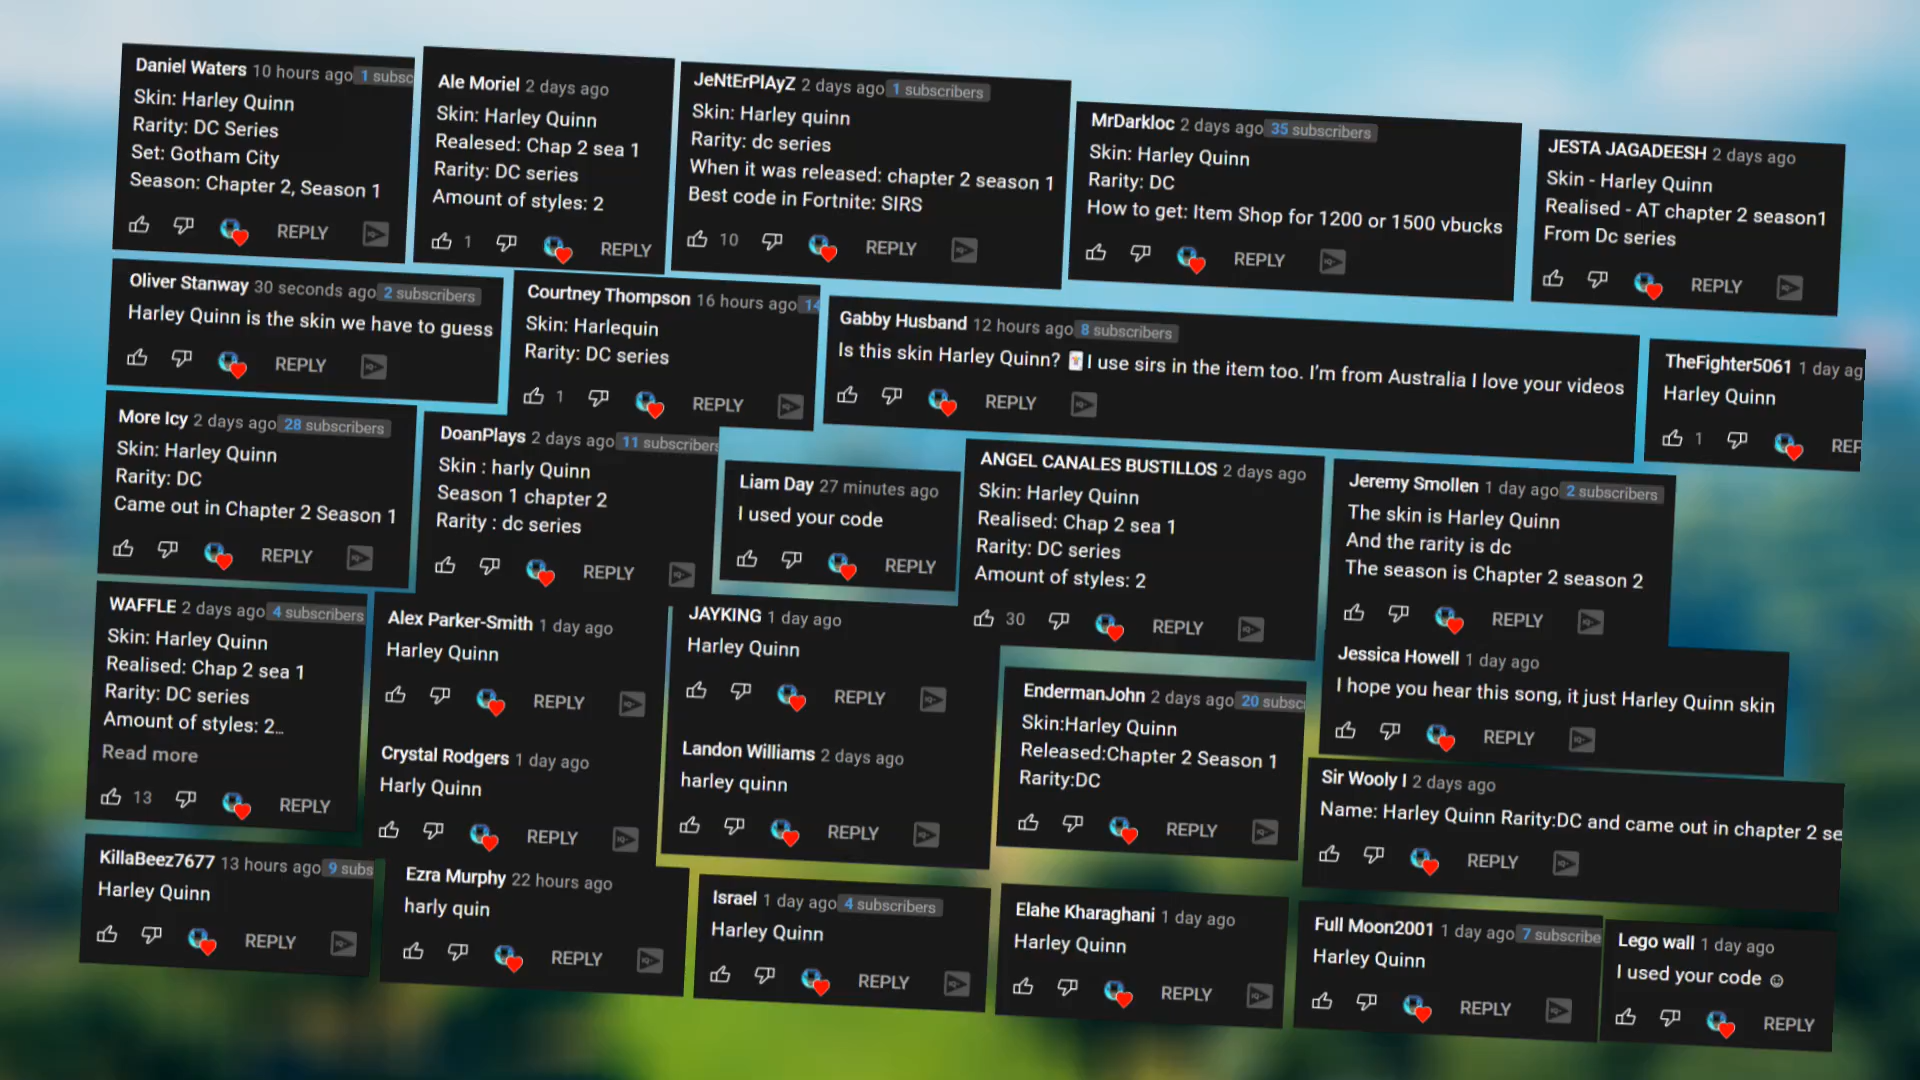 Daniel Waters 10 hours ago 1 subsc
Skin: Harley Quinn
Rarity: DC Series
Set: Gotham City
Season: Chapter 2, Season 1
REPLY
Ale Moriel 2 days ago
Skin: Harley Quinn
Realesed: Chap 2 sea 1
Rarity: DC series
Amount of styles: 2
1 REPLY
JeNtErPlAyZ 2 days ago 1 subscribers
Skin: Harley quinn
Rarity: dc series
When it was released: chapter 2 season 1
Best code in Fortnite: SIRS
10 REPLY
MrDarkloc 2 days ago 35 subscribers
Skin: Harley Quinn
Rarity: DC
How to get: Item Shop for 1200 or 1500 vbucks
REPLY
JESTA JAGADEESH 2 days ago
Skin - Harley Quinn
Realised - AT chapter 2 season1
From Dc series
REPLY
Oliver Stanway 30 seconds ago 2 subscribers
Harley Quinn is the skin we have to guess
REPLY
Courtney Thompson 16 hours ago 14
Skin: Harlequin
Rarity: DC series
1 REPLY
Gabby Husband 12 hours ago 8 subscribers
Is this skin Harley Quinn? 🃏I use sirs in the item too. I'm from Australia I love your videos
REPLY
TheFighter5061 1 day ag
Harley Quinn
1 REP
More Icy 2 days ago 28 subscribers
Skin: Harley Quinn
Rarity: DC
Came out in Chapter 2 Season 1
REPLY
DoanPlays 2 days ago 11 subscribers
Skin : harly Quinn
Season 1 chapter 2
Rarity : dc series
REPLY
Liam Day 27 minutes ago
I used your code
REPLY
ANGEL CANALES BUSTILLOS 2 days ago
Skin: Harley Quinn
Realised: Chap 2 sea 1
Rarity: DC series
Amount of styles: 2
30 REPLY
Jeremy Smollen 1 day ago 2 subscribers
The skin is Harley Quinn
And the rarity is dc
The season is Chapter 2 season 2
REPLY
WAFFLE 2 days ago 4 subscribers
Skin: Harley Quinn
Realised: Chap 2 sea 1
Rarity: DC series
Amount of styles: 2...
Read more
13 REPLY
Alex Parker-Smith 1 day ago
Harley Quinn
REPLY
JAYKING 1 day ago
Harley Quinn
REPLY
Jessica Howell 1 day ago
I hope you hear this song, it just Harley Quinn skin
REPLY
EndermanJohn 2 days ago 20 subsc
Skin:Harley Quinn
Released:Chapter 2 Season 1
Rarity:DC
REPLY
Crystal Rodgers 1 day ago
Harly Quinn
REPLY
Landon Williams 2 days ago
harley quinn
REPLY
Sir Wooly I 2 days ago
Name: Harley Quinn Rarity:DC and came out in chapter 2 se
REPLY
KillaBeez7677 13 hours ago 9 subs
Harley Quinn
REPLY
Ezra Murphy 22 hours ago
harly quin
REPLY
Israel 1 day ago 4 subscribers
Harley Quinn
REPLY
Elahe Kharaghani 1 day ago
Harley Quinn
REPLY
Full Moon2001 1 day ago 7 subscribe
Harley Quinn
REPLY
Lego wall 1 day ago
I used your code ☺
REPLY